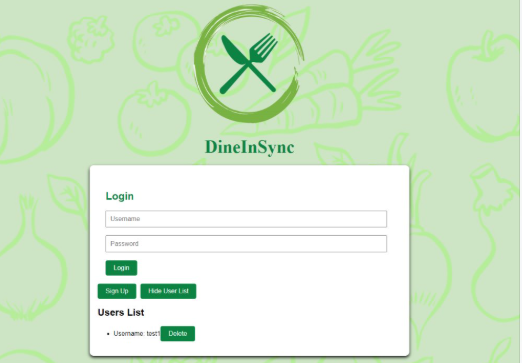 DineInSync
Login
Username
Password
Login
Sign Up Hide User List
Users List
• Username: test1 Delete